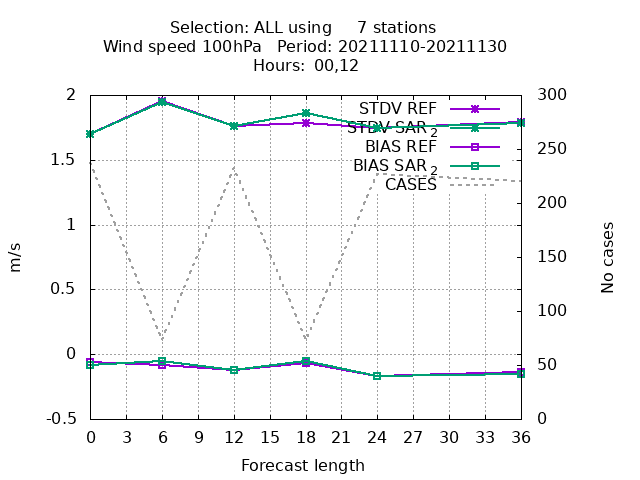 Selection: ALL using 7 stations
Wind speed 100hPa Period: 20211110-20211130
Hours: 00,12
STDV REF
STDV SAR 2
BIAS REF
BIAS SAR 2
CASES
2
1.5
1
0.5
0
-0.5
m/s
300
250
200
150
100
50
0
No cases
0 3 6 9 12 15 18 21 24 27 30 33 36
Forecast length